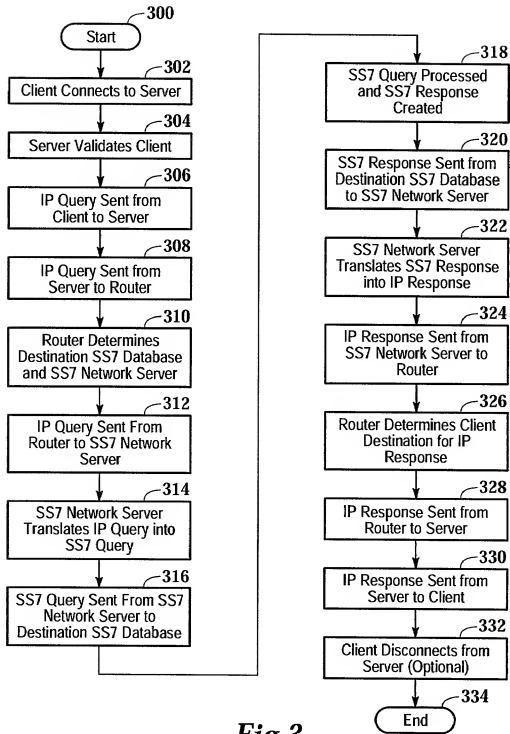 300
Start
302
Client Connects to Server
304
Server Validates Client
306
IP Query Sent from
Client to Server
308
IP Query Sent from
Server to Router
310
Router Determines
Destination SS7 Database
and SS7 Network Server
312
IP Query Sent From
Router to SS7 Network
Server
314
SS7 Network Server
Translates IP Query into
SS7 Query
316
SS7 Query Sent From SS7
Network Server to
Destination SS7 Database
318
SS7 Query Processed
and SS7 Response
Created
320
SS7 Response Sent from
Destination SS7 Database
to SS7 Network Server
322
SS7 Network Server
Translates SS7 Response
into IP Response
324
IP Response Sent from
SS7 Network Server to
Router
326
Router Determines Client
Destination for IP
Response
328
IP Response Sent from
Router to Server
330
IP Response Sent from
Server to Client
332
Client Disconnects from
Server (Optional)
334
End